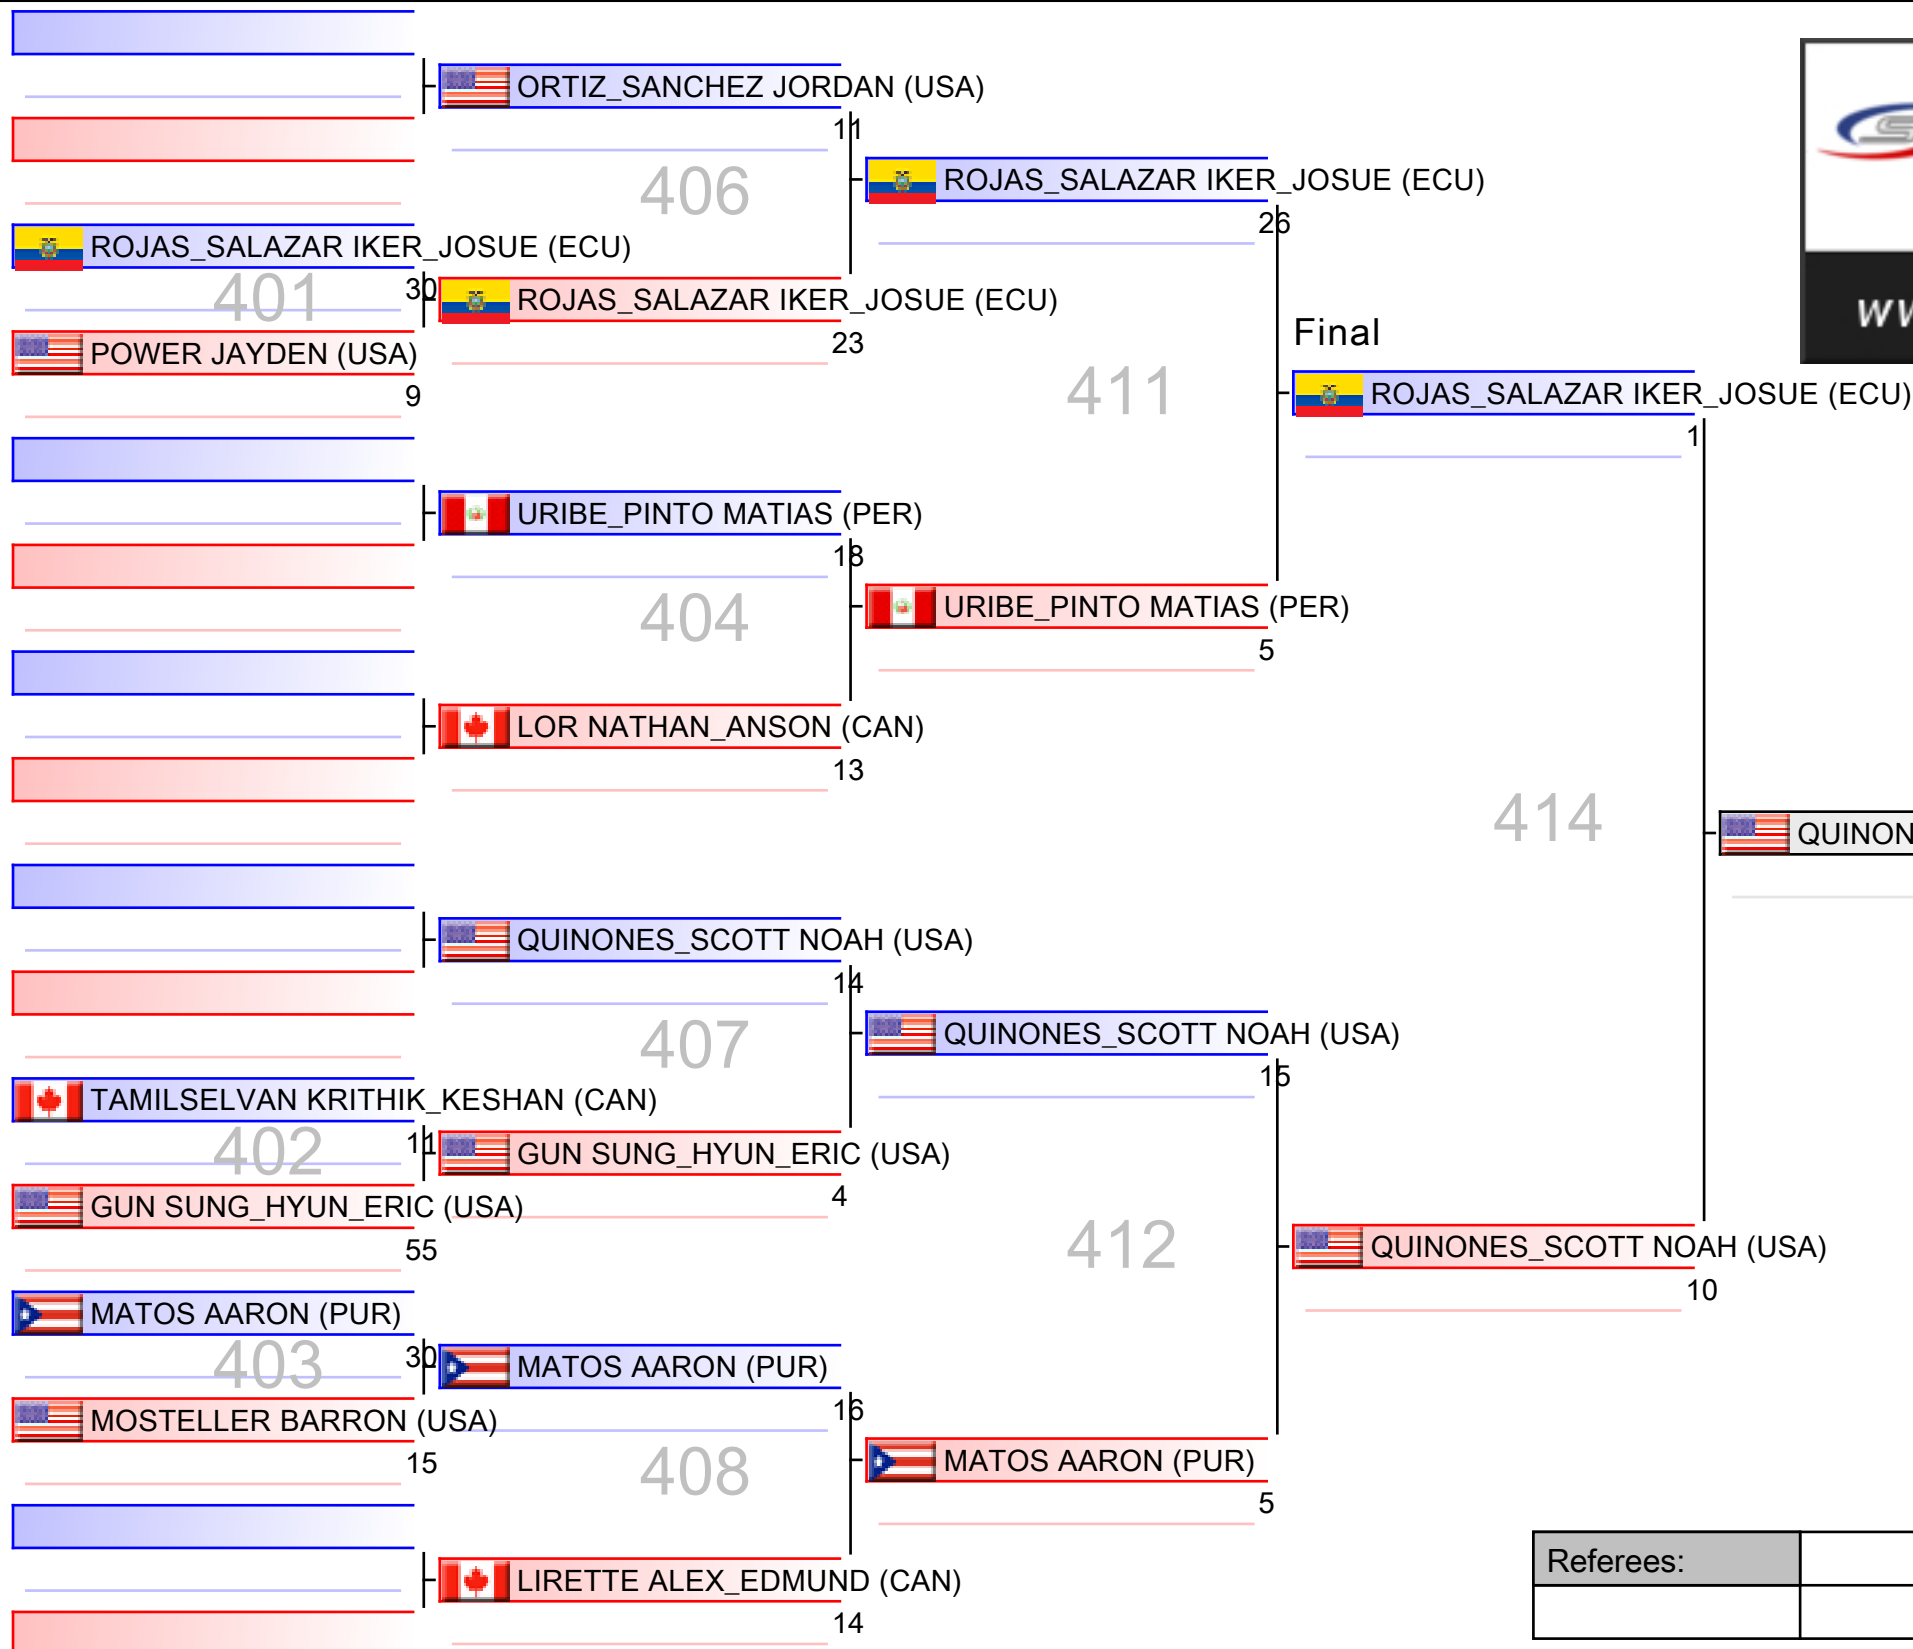 ORTIZ_SANCHEZ JORDAN (USA)
11
406
ROJAS_SALAZAR IKER_JOSUE (ECU)
26
ROJAS_SALAZAR IKER_JOSUE (ECU)
401
30
ROJAS_SALAZAR IKER_JOSUE (ECU)
23
POWER JAYDEN (USA)
9
Final
411
ROJAS_SALAZAR IKER_JOSUE (ECU)
1
URIBE_PINTO MATIAS (PER)
18
404
URIBE_PINTO MATIAS (PER)
5
LOR NATHAN_ANSON (CAN)
13
414
QUINON
QUINONES_SCOTT NOAH (USA)
14
407
QUINONES_SCOTT NOAH (USA)
15
TAMILSELVAN KRITHIK_KESHAN (CAN)
402
11
GUN SUNG_HYUN_ERIC (USA)
4
GUN SUNG_HYUN_ERIC (USA)
55
412
QUINONES_SCOTT NOAH (USA)
10
MATOS AARON (PUR)
403
30
MATOS AARON (PUR)
16
MOSTELLER BARRON (USA)
15
408
MATOS AARON (PUR)
5
LIRETTE ALEX_EDMUND (CAN)
14
Referees: